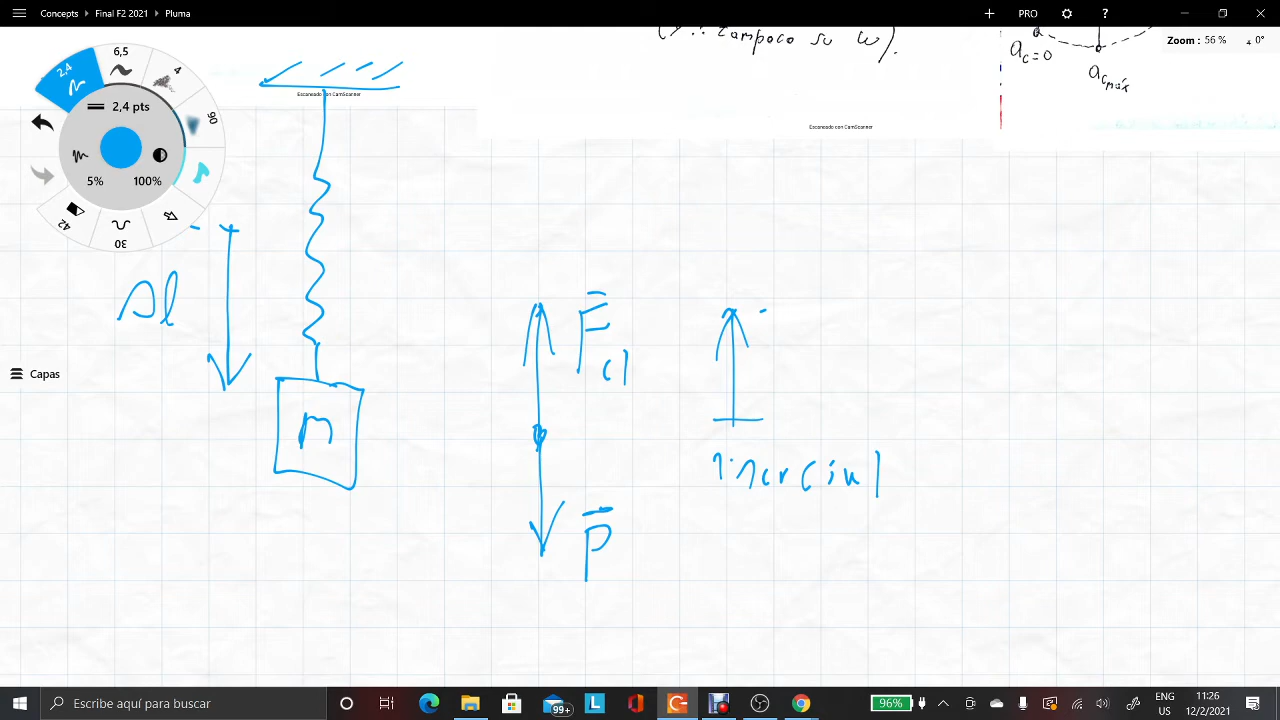 Concepts > Final F2 2021 > Pluma
PRO
?
(y ∴ tampoco su ω).
a_c=0
a_cmáx
Zoom : 56 %
0°
Escaneado con CamScanner
Escaneado con CamScanner
6,5
2,4
4
90
2,4 pts
5%
100%
42
30
Δl
F_el
Capas
m
inercial
P
Escribe aquí para buscar
99+
96%
ENG
US
11:26
12/2/2021